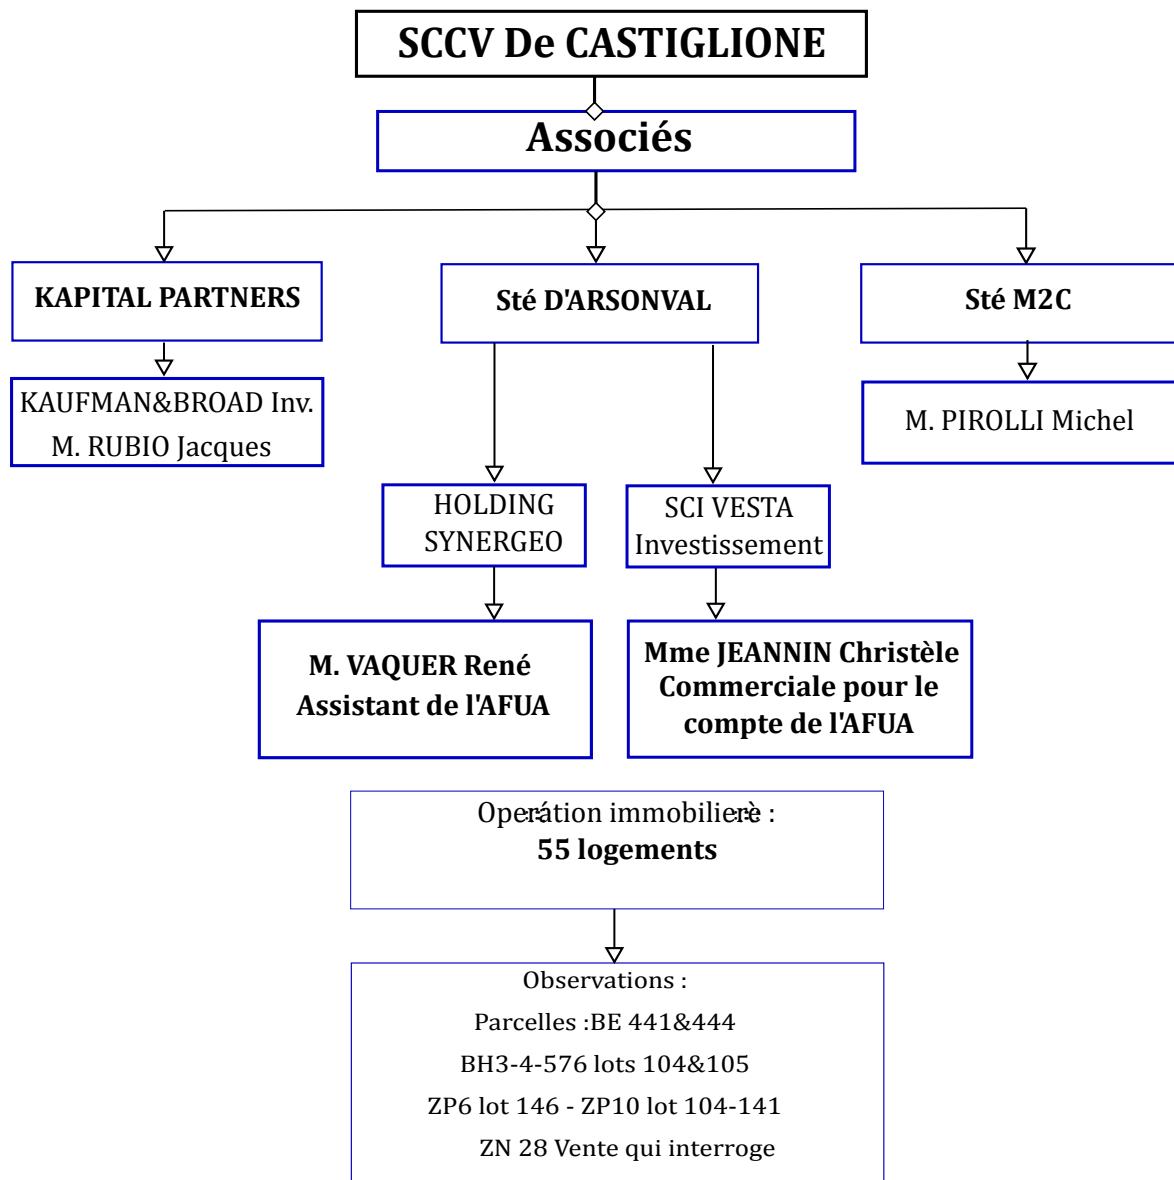 SCCV De CASTIGLIONE
Associés
KAPITAL PARTNERS
Sté D'ARSONVAL
Sté M2C
KAUFMAN&BROAD Inv.
M. RUBIO Jacques
M. PIROLLI Michel
HOLDING
SYNERGEO
SCI VESTA
Investissement
M. VAQUER René
Assistant de l'AFUA
Mme JEANNIN Christèle
Commerciale pour le
compte de l'AFUA
Opération immobilière :
55 logements
Observations :
Parcelles :BE 441&444
BH3-4-576 lots 104&105
ZP6 lot 146 - ZP10 lot 104-141
ZN 28 Vente qui interroge